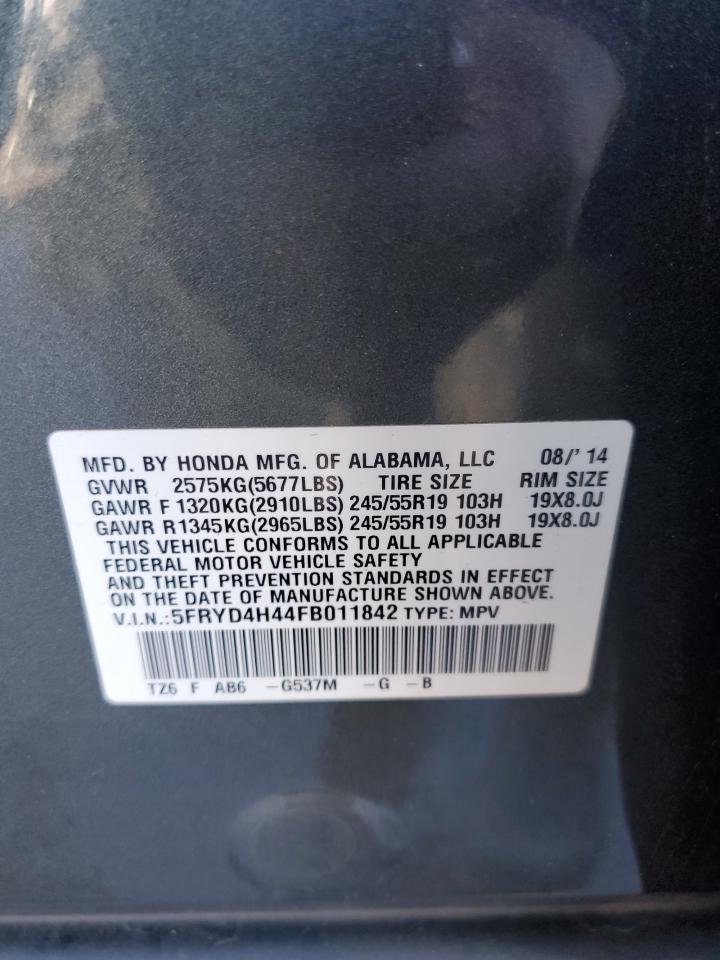 MFD. BY HONDA MFG. OF ALABAMA, LLC 08/' 14
GVWR 2575KG(5677LBS) TIRE SIZE RIM SIZE
GAWR F 1320KG(2910LBS) 245/55R19 103H 19X8.0J
GAWR R1345KG(2965LBS) 245/55R19 103H 19X8.0J
THIS VEHICLE CONFORMS TO ALL APPLICABLE
FEDERAL MOTOR VEHICLE SAFETY
AND THEFT PREVENTION STANDARDS IN EFFECT
ON THE DATE OF MANUFACTURE SHOWN ABOVE.
V.I.N.:5FRYD4H44FB011842 TYPE: MPV
TZ6 F AB6 -G537M -G -B